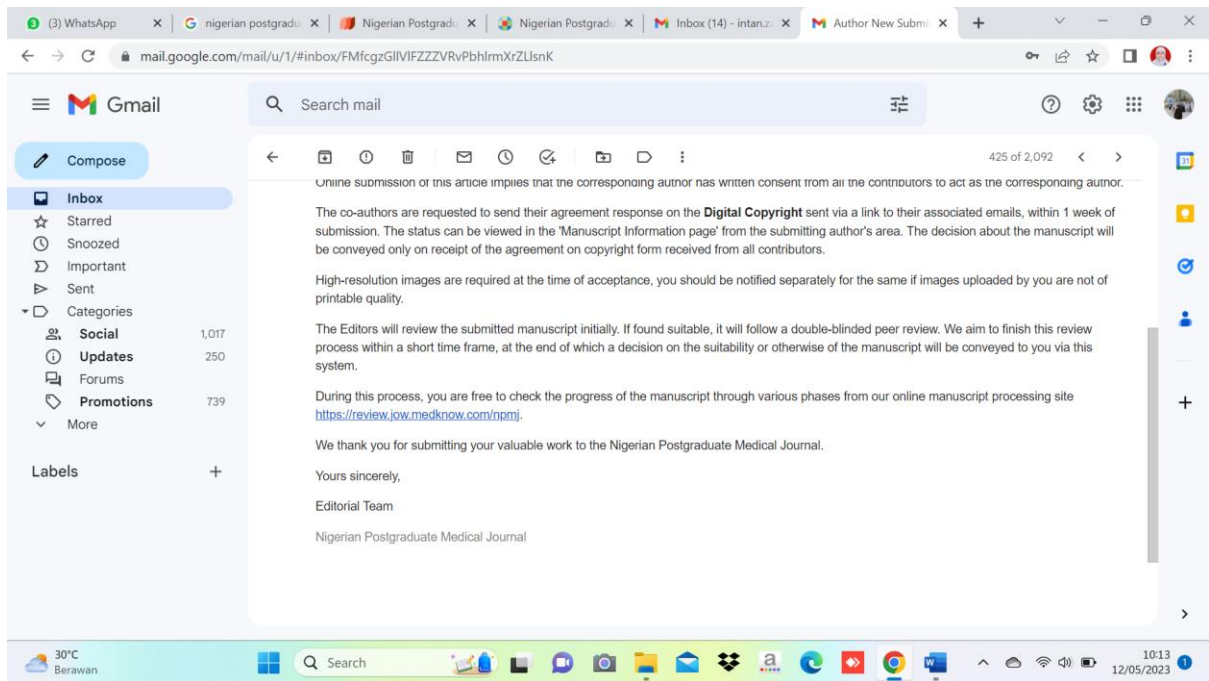 (3) WhatsApp
nigerian postgradu
Nigerian Postgradu
Nigerian Postgradu
Inbox (14) - intan.za
Author New Submi
mail.google.com/mail/u/1/#inbox/FMfcgzGllVlFZZZVRvPbhlrmXrZLlsnK
Gmail
Search mail
Compose
425 of 2,092
31
Inbox
Starred
Snoozed
Important
Sent
Categories
Social 1,017
Updates 250
Forums
Promotions 739
More
Labels
Online submission of this article implies that the corresponding author has written consent from all the contributors to act as the corresponding author.
The co-authors are requested to send their agreement response on the Digital Copyright sent via a link to their associated emails, within 1 week of
submission. The status can be viewed in the 'Manuscript Information page' from the submitting author's area. The decision about the manuscript will
be conveyed only on receipt of the agreement on copyright form received from all contributors.
High-resolution images are required at the time of acceptance, you should be notified separately for the same if images uploaded by you are not of
printable quality.
The Editors will review the submitted manuscript initially. If found suitable, it will follow a double-blinded peer review. We aim to finish this review
process within a short time frame, at the end of which a decision on the suitability or otherwise of the manuscript will be conveyed to you via this
system.
During this process, you are free to check the progress of the manuscript through various phases from our online manuscript processing site
https://review.jow.medknow.com/npmj.
We thank you for submitting your valuable work to the Nigerian Postgraduate Medical Journal.
Yours sincerely,
Editorial Team
Nigerian Postgraduate Medical Journal
30°C
Berawan
Search
10:13
12/05/2023
1